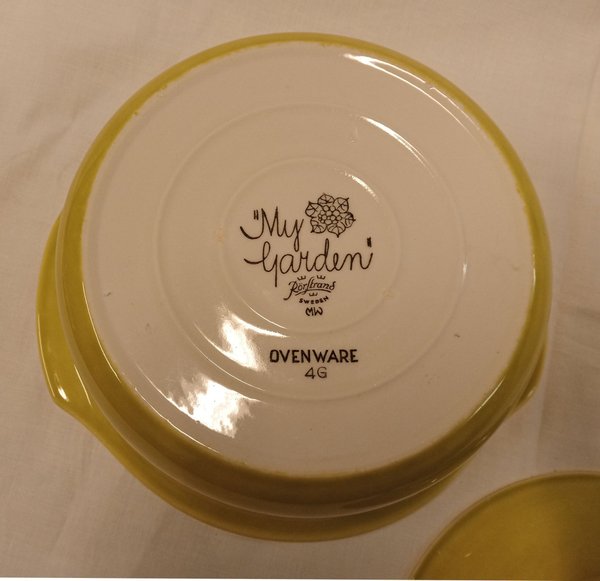 "My
Garden"
Rörstrand
SWEDEN
MW
OVENWARE
4G